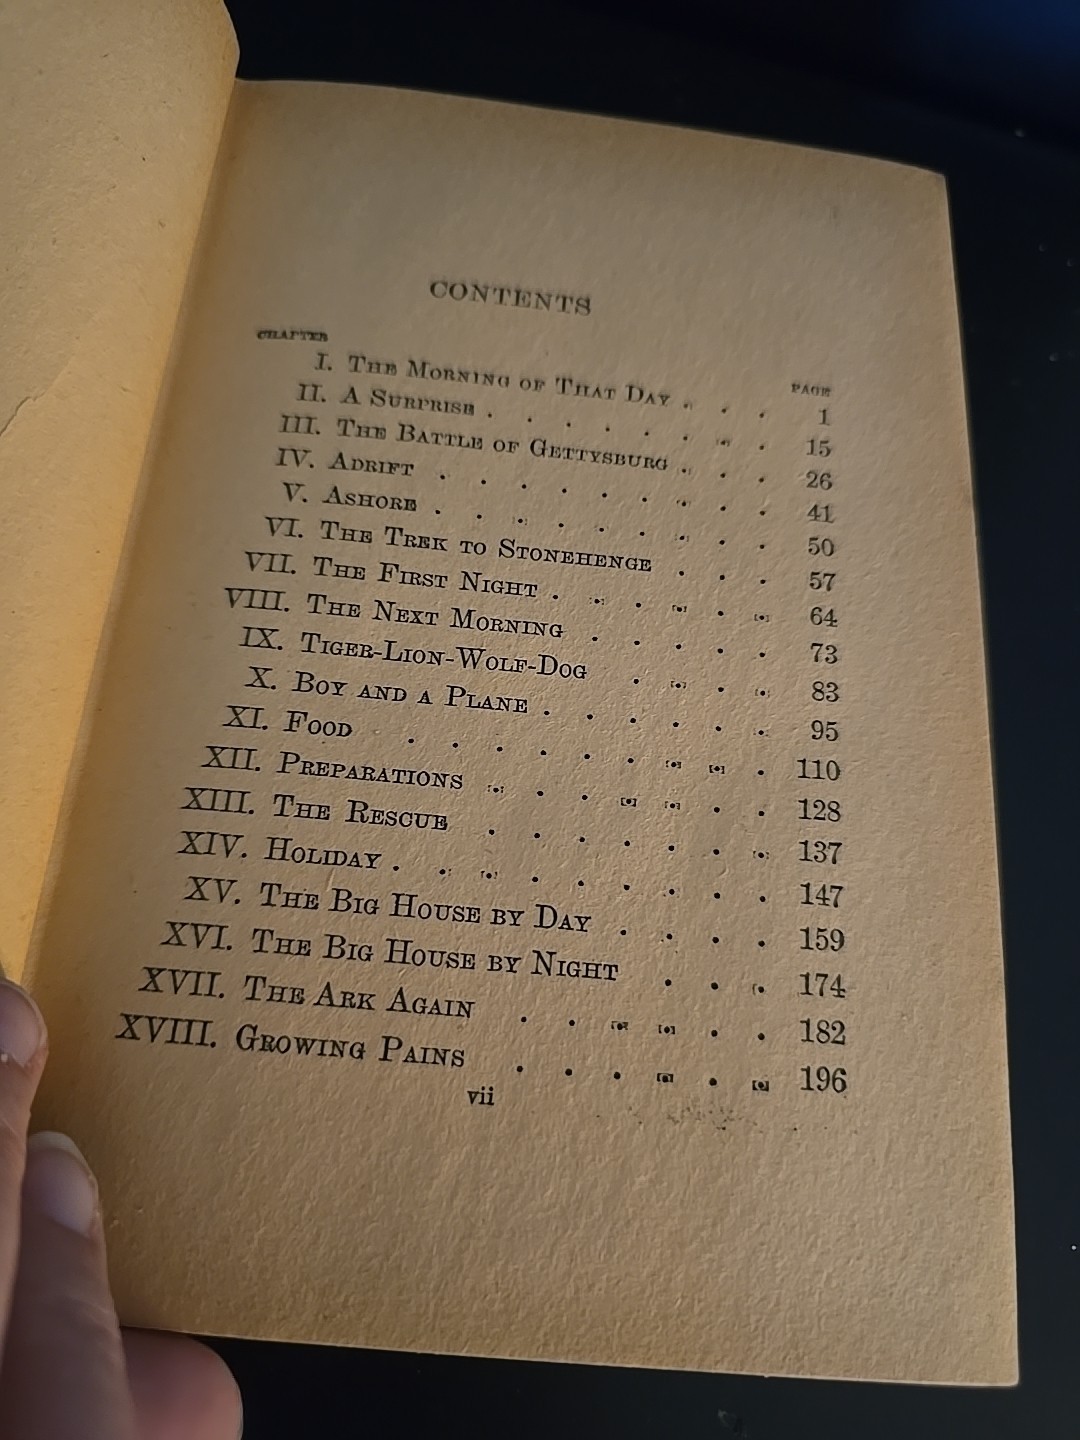 CONTENTS
CHAPTER PAGE
I. The Morning of That Day . . . 1
II. A Surprise . . . . . . . . 15
III. The Battle of Gettysburg . . . 26
IV. Adrift . . . . . . . . . 41
V. Ashore . . . . . . . . . 50
VI. The Trek to Stonehenge . . . 57
VII. The First Night . . . . . . 64
VIII. The Next Morning . . . . . 73
IX. Tiger-Lion-Wolf-Dog . . . . 83
X. Boy and a Plane . . . . . . 95
XI. Food . . . . . . . . . 110
XII. Preparations . . . . . . . 128
XIII. The Rescue . . . . . . . 137
XIV. Holiday . . . . . . . . . 147
XV. The Big House by Day . . . . 159
XVI. The Big House by Night . . . 174
XVII. The Ark Again . . . . . . 182
XVIII. Growing Pains . . . . . . 196
vii